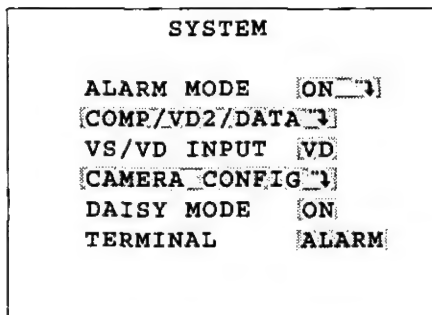 SYSTEM
ALARM MODE ON ↴
COMP/VD2/DATA ↴
VS/VD INPUT VD
CAMERA CONFIG ↴
DAISY MODE ON
TERMINAL ALARM